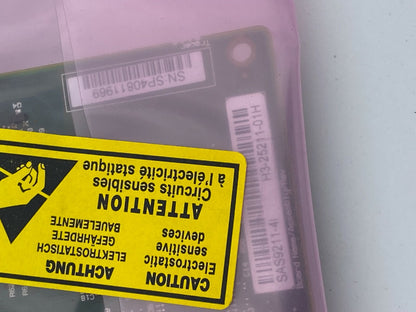 SN:SP40811969
H3-25211-01H
SAS9211-4i
CAUTION
Electrostatic
sensitive
devices
ACHTUNG
ELEKTROSTATISCH
GEFÄHRDETE
BAUELEMENTE
ATTENTION
Circuits sensibles
à l'électricité statique